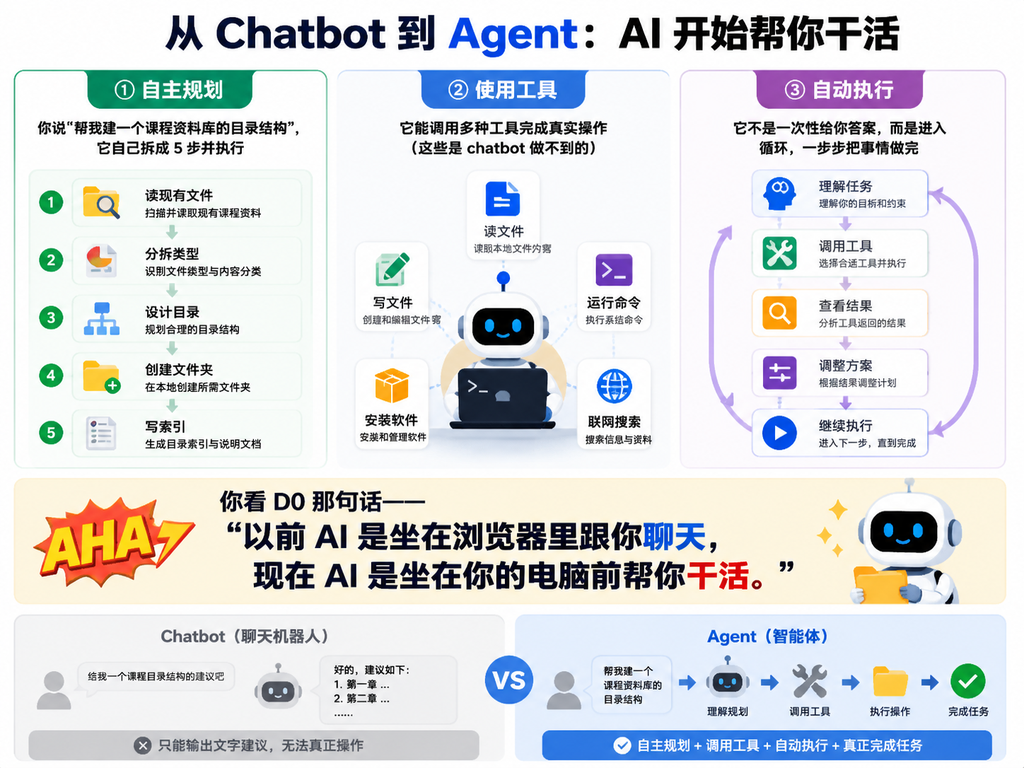 从 Chatbot 到 Agent：AI 开始帮你干活
① 自主规划
你说“帮我建一个课程资料库的目录结构”，
它自己拆成 5 步并执行
1
读现有文件
扫描并读取现有课程资料
2
分拆类型
识别文件类型与内容分类
3
设计目录
规划合理的目录结构
4
创建文件夹
在本地创建所需文件夹
5
写索引
生成目录索引与说明文档
② 使用工具
它能调用多种工具完成真实操作
（这些是 chatbot 做不到的）
读文件
读取本地文件内容
写文件
创建和编辑文件内容
运行命令
执行系统命令
>_
>_
安装软件
安装和管理软件
联网搜索
搜索信息与资料
③ 自动执行
它不是一次性给你答案，而是进入
循环，一步步把事情做完
理解任务
理解你的目标和约束
调用工具
选择合适工具并执行
查看结果
分析工具返回的结果
调整方案
根据结果调整计划
继续执行
进入下一步，直到完成
AHA
你看 D0 那句话——
“以前 AI 是坐在浏览器里跟你聊天，
现在 AI 是坐在你的电脑前帮你干活。”
Chatbot（聊天机器人）
给我一个课程目录结构的建议吧
好的，建议如下：
1. 第一章 ...
2. 第二章 ...
......
只能输出文字建议，无法真正操作
VS
Agent（智能体）
帮我建一个
课程资料库的
目录结构
理解规划
调用工具
执行操作
完成任务
自主规划 + 调用工具 + 自动执行 + 真正完成任务